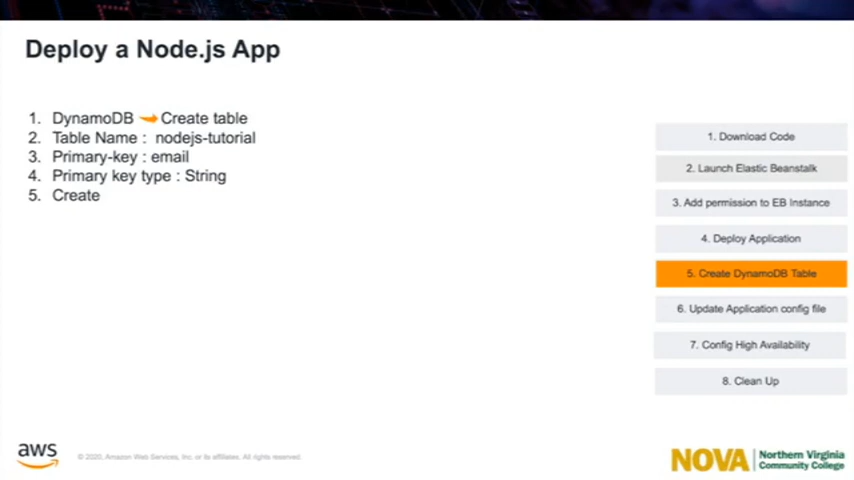 Deploy a Node.js App
1. DynamoDB Create table
2. Table Name : nodejs-tutorial
3. Primary-key : email
4. Primary key type : String
5. Create
1. Download Code
2. Launch Elastic Beanstalk
3. Add permission to EB Instance
4. Deploy Application
5. Create DynamoDB Table
6. Update Application config file
7. Config High Availability
8. Clean Up
aws
© 2020, Amazon Web Services, Inc. or its affiliates. All rights reserved.
NOVA
Northern Virginia
Community College